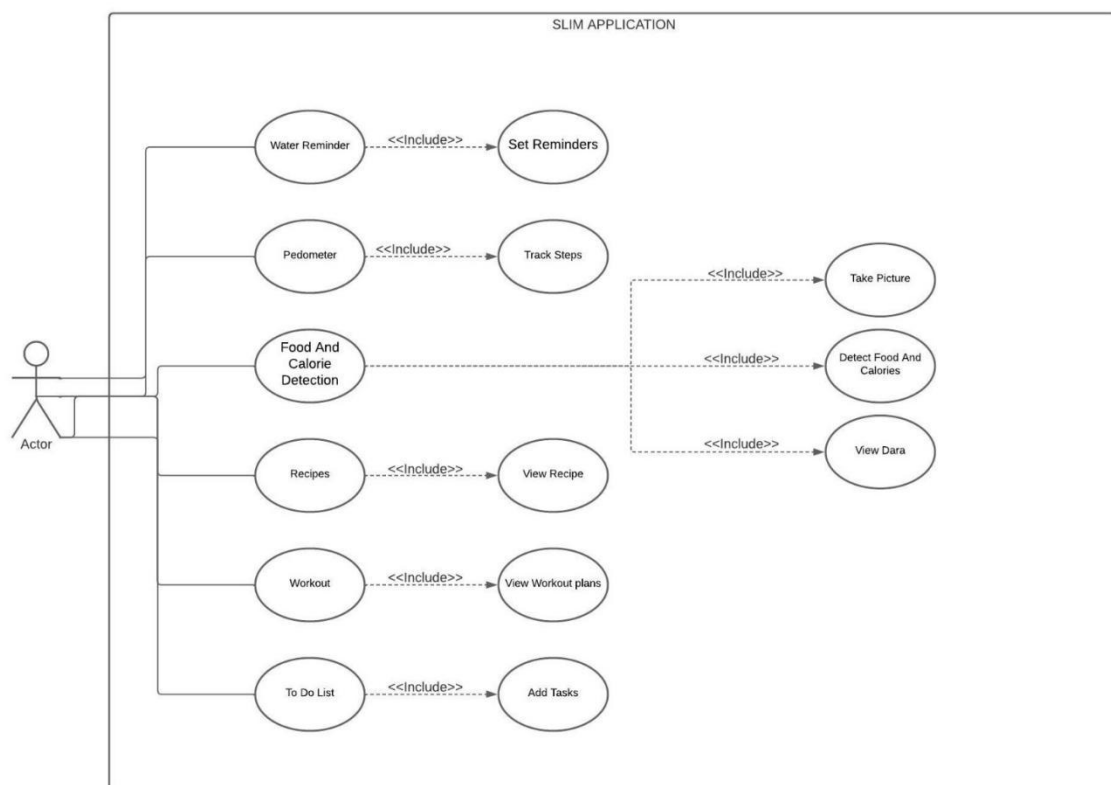 SLIM APPLICATION
Water Reminder
<<Include>>
Set Reminders
Pedometer
<<Include>>
Track Steps
<<Include>>
Take Picture
Food And
Calorie
Detection
<<Include>>
Detect Food And
Calories
Actor
<<Include>>
View Dara
Recipes
<<Include>>
View Recipe
Workout
<<Include>>
View Workout plans
To Do List
<<Include>>
Add Tasks